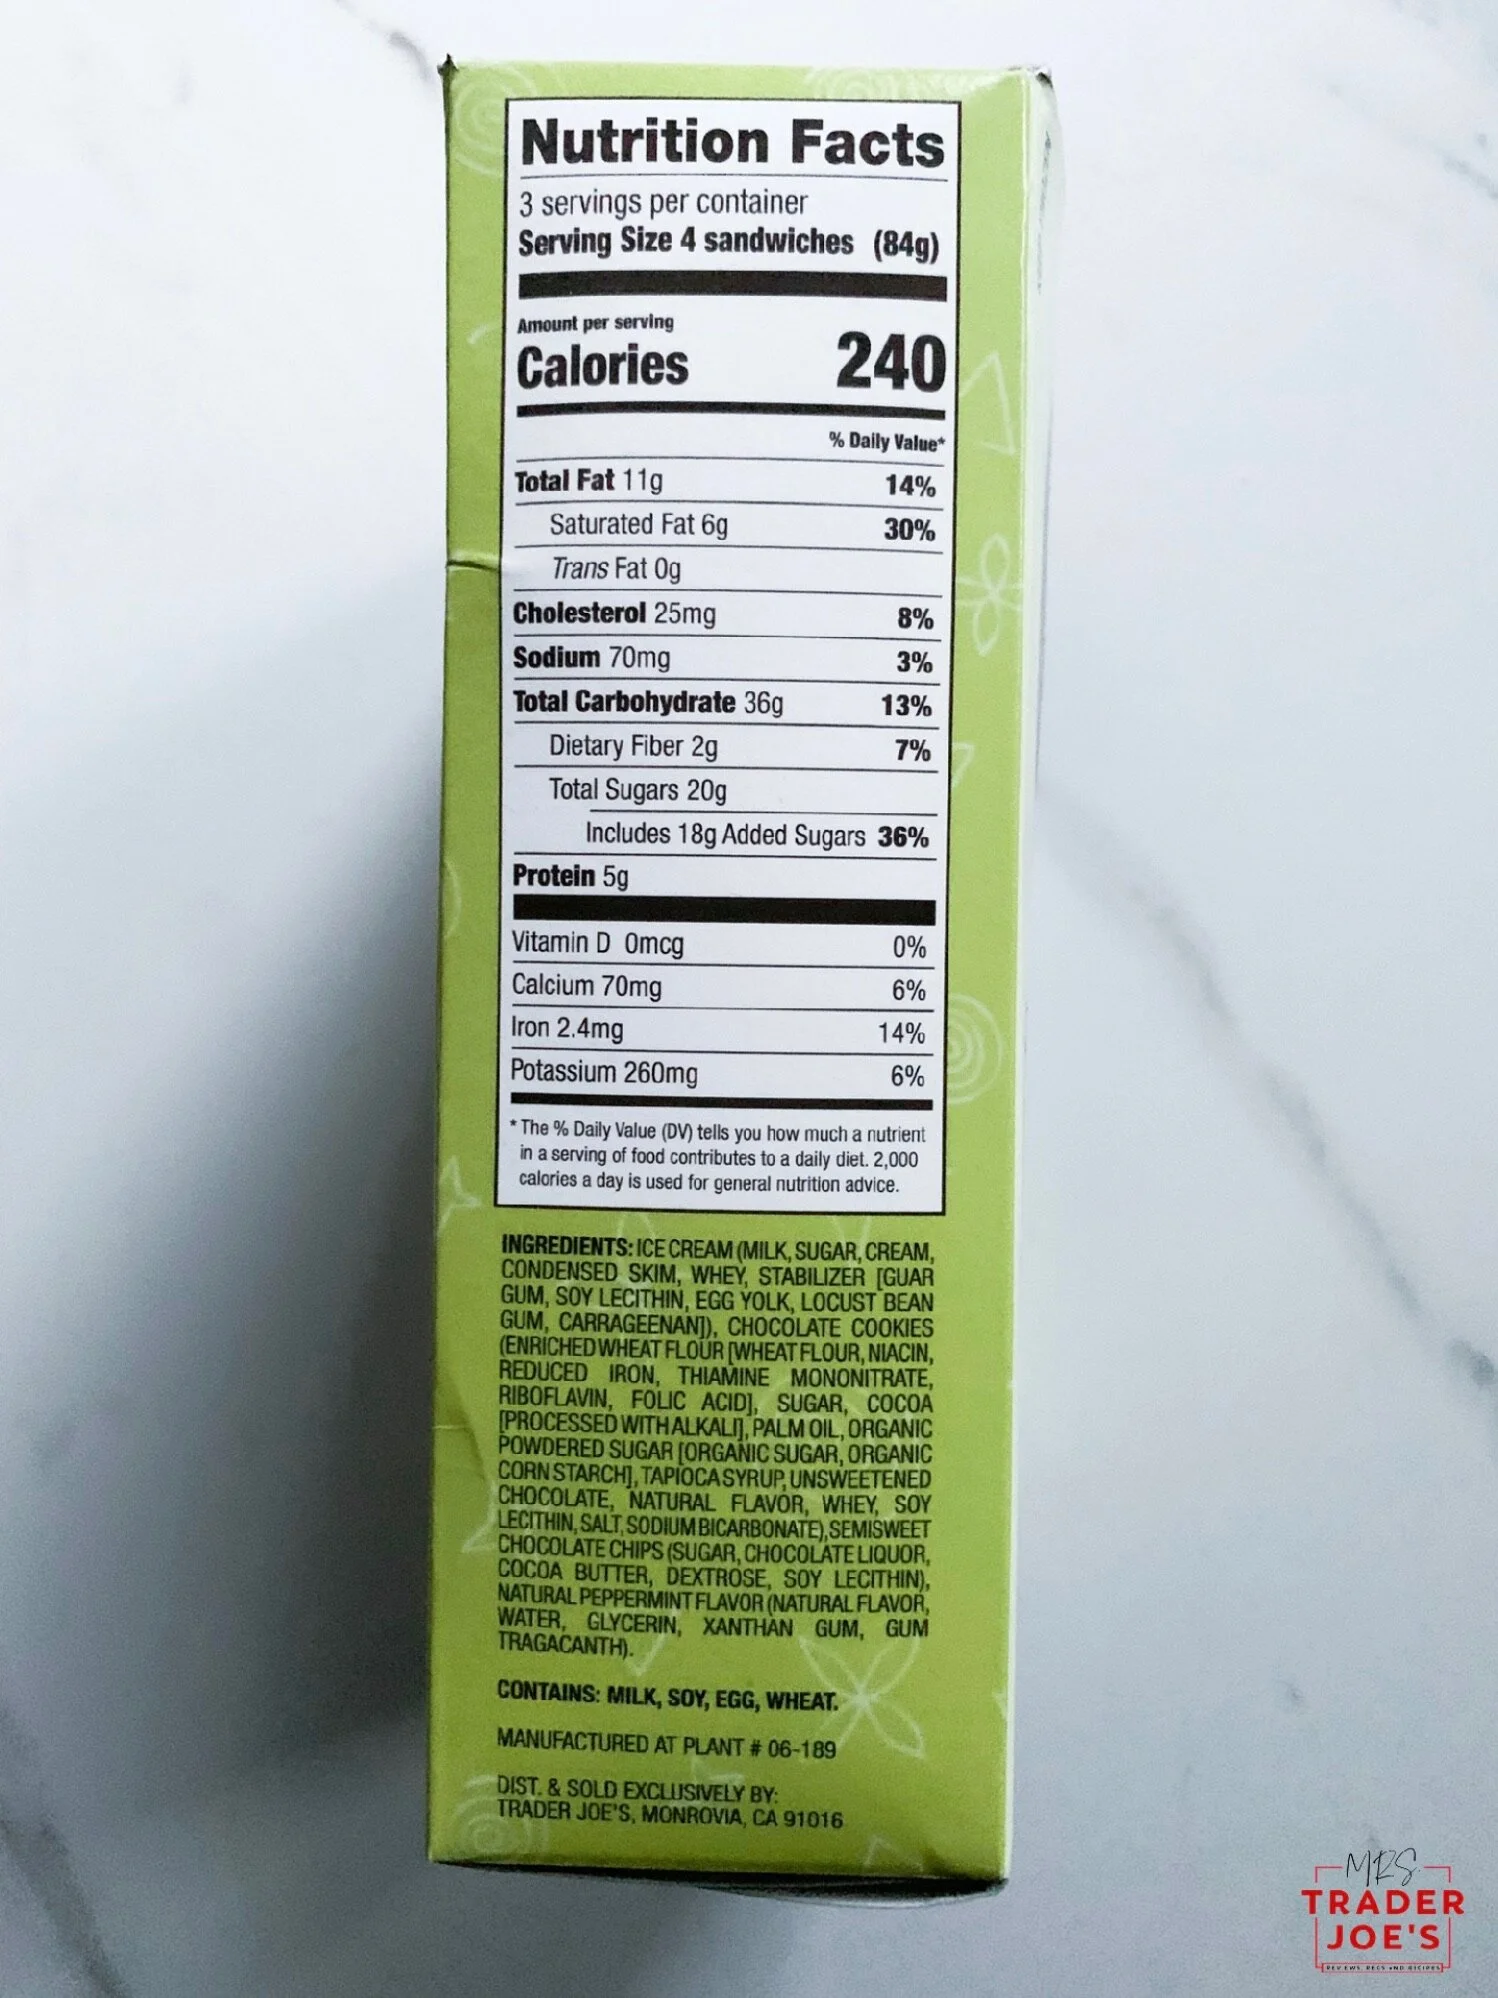 Nutrition Facts
3 servings per container
Serving Size 4 sandwiches (84g)
Amount per serving
Calories 240
% Daily Value*
Total Fat 11g 14%
Saturated Fat 6g 30%
Trans Fat 0g
Cholesterol 25mg 8%
Sodium 70mg 3%
Total Carbohydrate 36g 13%
Dietary Fiber 2g 7%
Total Sugars 20g
Includes 18g Added Sugars 36%
Protein 5g
Vitamin D 0mcg 0%
Calcium 70mg 6%
Iron 2.4mg 14%
Potassium 260mg 6%
* The % Daily Value (DV) tells you how much a nutrient
in a serving of food contributes to a daily diet. 2,000
calories a day is used for general nutrition advice.
INGREDIENTS: ICE CREAM (MILK, SUGAR, CREAM,
CONDENSED SKIM, WHEY, STABILIZER [GUAR
GUM, SOY LECITHIN, EGG YOLK, LOCUST BEAN
GUM, CARRAGEENAN]), CHOCOLATE COOKIES
(ENRICHED WHEAT FLOUR [WHEAT FLOUR, NIACIN,
REDUCED IRON, THIAMINE MONONITRATE,
RIBOFLAVIN, FOLIC ACID], SUGAR, COCOA
[PROCESSED WITH ALKALI], PALM OIL, ORGANIC
POWDERED SUGAR [ORGANIC SUGAR, ORGANIC
CORN STARCH], TAPIOCA SYRUP, UNSWEETENED
CHOCOLATE, NATURAL FLAVOR, WHEY, SOY
LECITHIN, SALT, SODIUM BICARBONATE), SEMISWEET
CHOCOLATE CHIPS (SUGAR, CHOCOLATE LIQUOR,
COCOA BUTTER, DEXTROSE, SOY LECITHIN),
NATURAL PEPPERMINT FLAVOR (NATURAL FLAVOR,
WATER, GLYCERIN, XANTHAN GUM, GUM
TRAGACANTH).
CONTAINS: MILK, SOY, EGG, WHEAT.
MANUFACTURED AT PLANT # 06-189
DIST. & SOLD EXCLUSIVELY BY:
TRADER JOE'S, MONROVIA, CA 91016
MRS.
TRADER
JOE'S
REVIEWS, RECS AND RECIPES